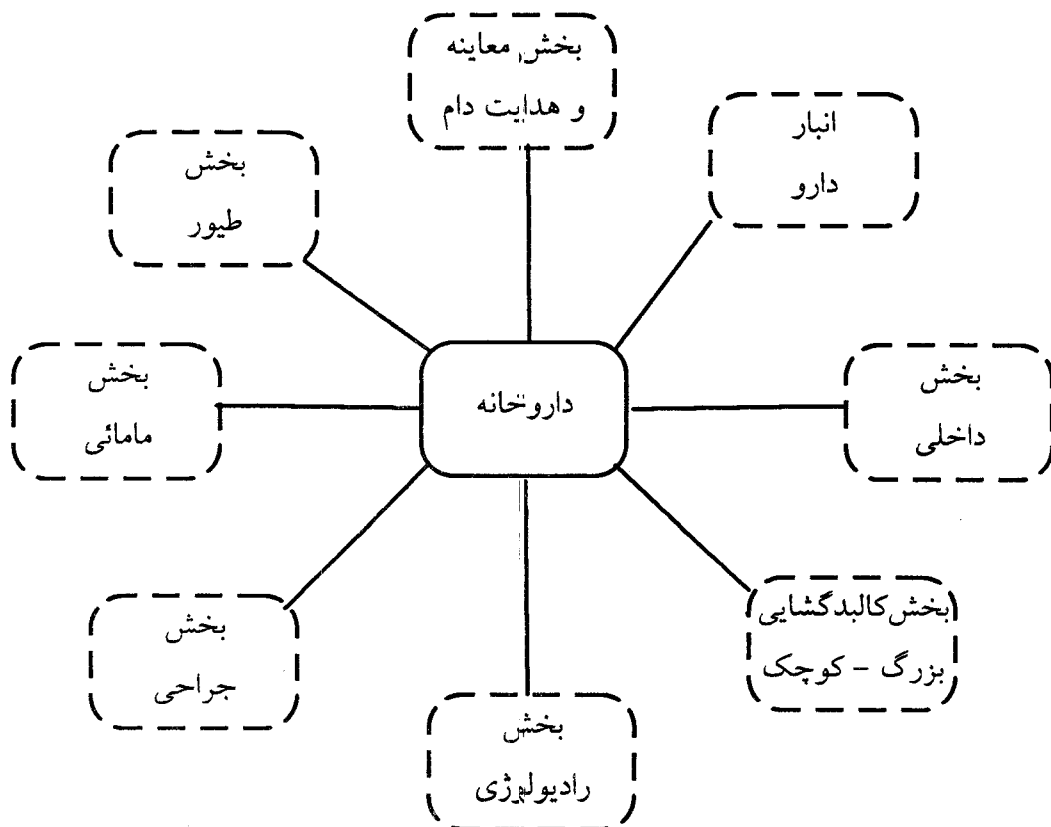 بخش معاینه
و هدایت دام
انبار
دارو
بخش
طیور
بخش
داخلی
داروخانه
بخش
مامائی
بخش کالبدگشایی
بزرگ – کوچک
بخش
جراحی
بخش
رادیولوژی